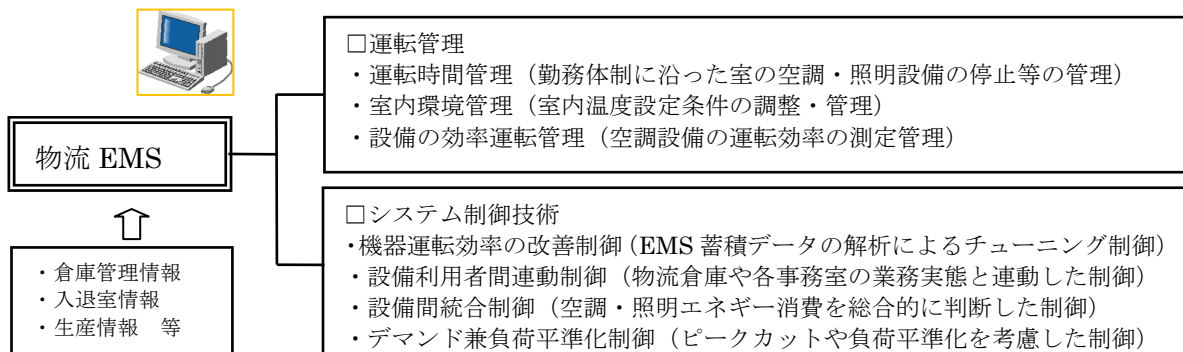 □運転管理
・運転時間管理（勤務体制に沿った室の空調・照明設備の停止等の管理）
・室内環境管理（室内温度設定条件の調整・管理）
・設備の効率運転管理（空調設備の運転効率の測定管理）
物流 EMS
□システム制御技術
・機器運転効率の改善制御（EMS 蓄積データの解析によるチューニング制御）
・設備利用者間連動制御（物流倉庫や各事務室の業務実態と連動した制御）
・設備間統合制御（空調・照明エネギー消費を総合的に判断した制御）
・デマンド兼負荷平準化制御（ピークカットや負荷平準化を考慮した制御）
・倉庫管理情報
・入退室情報
・生産情報　等